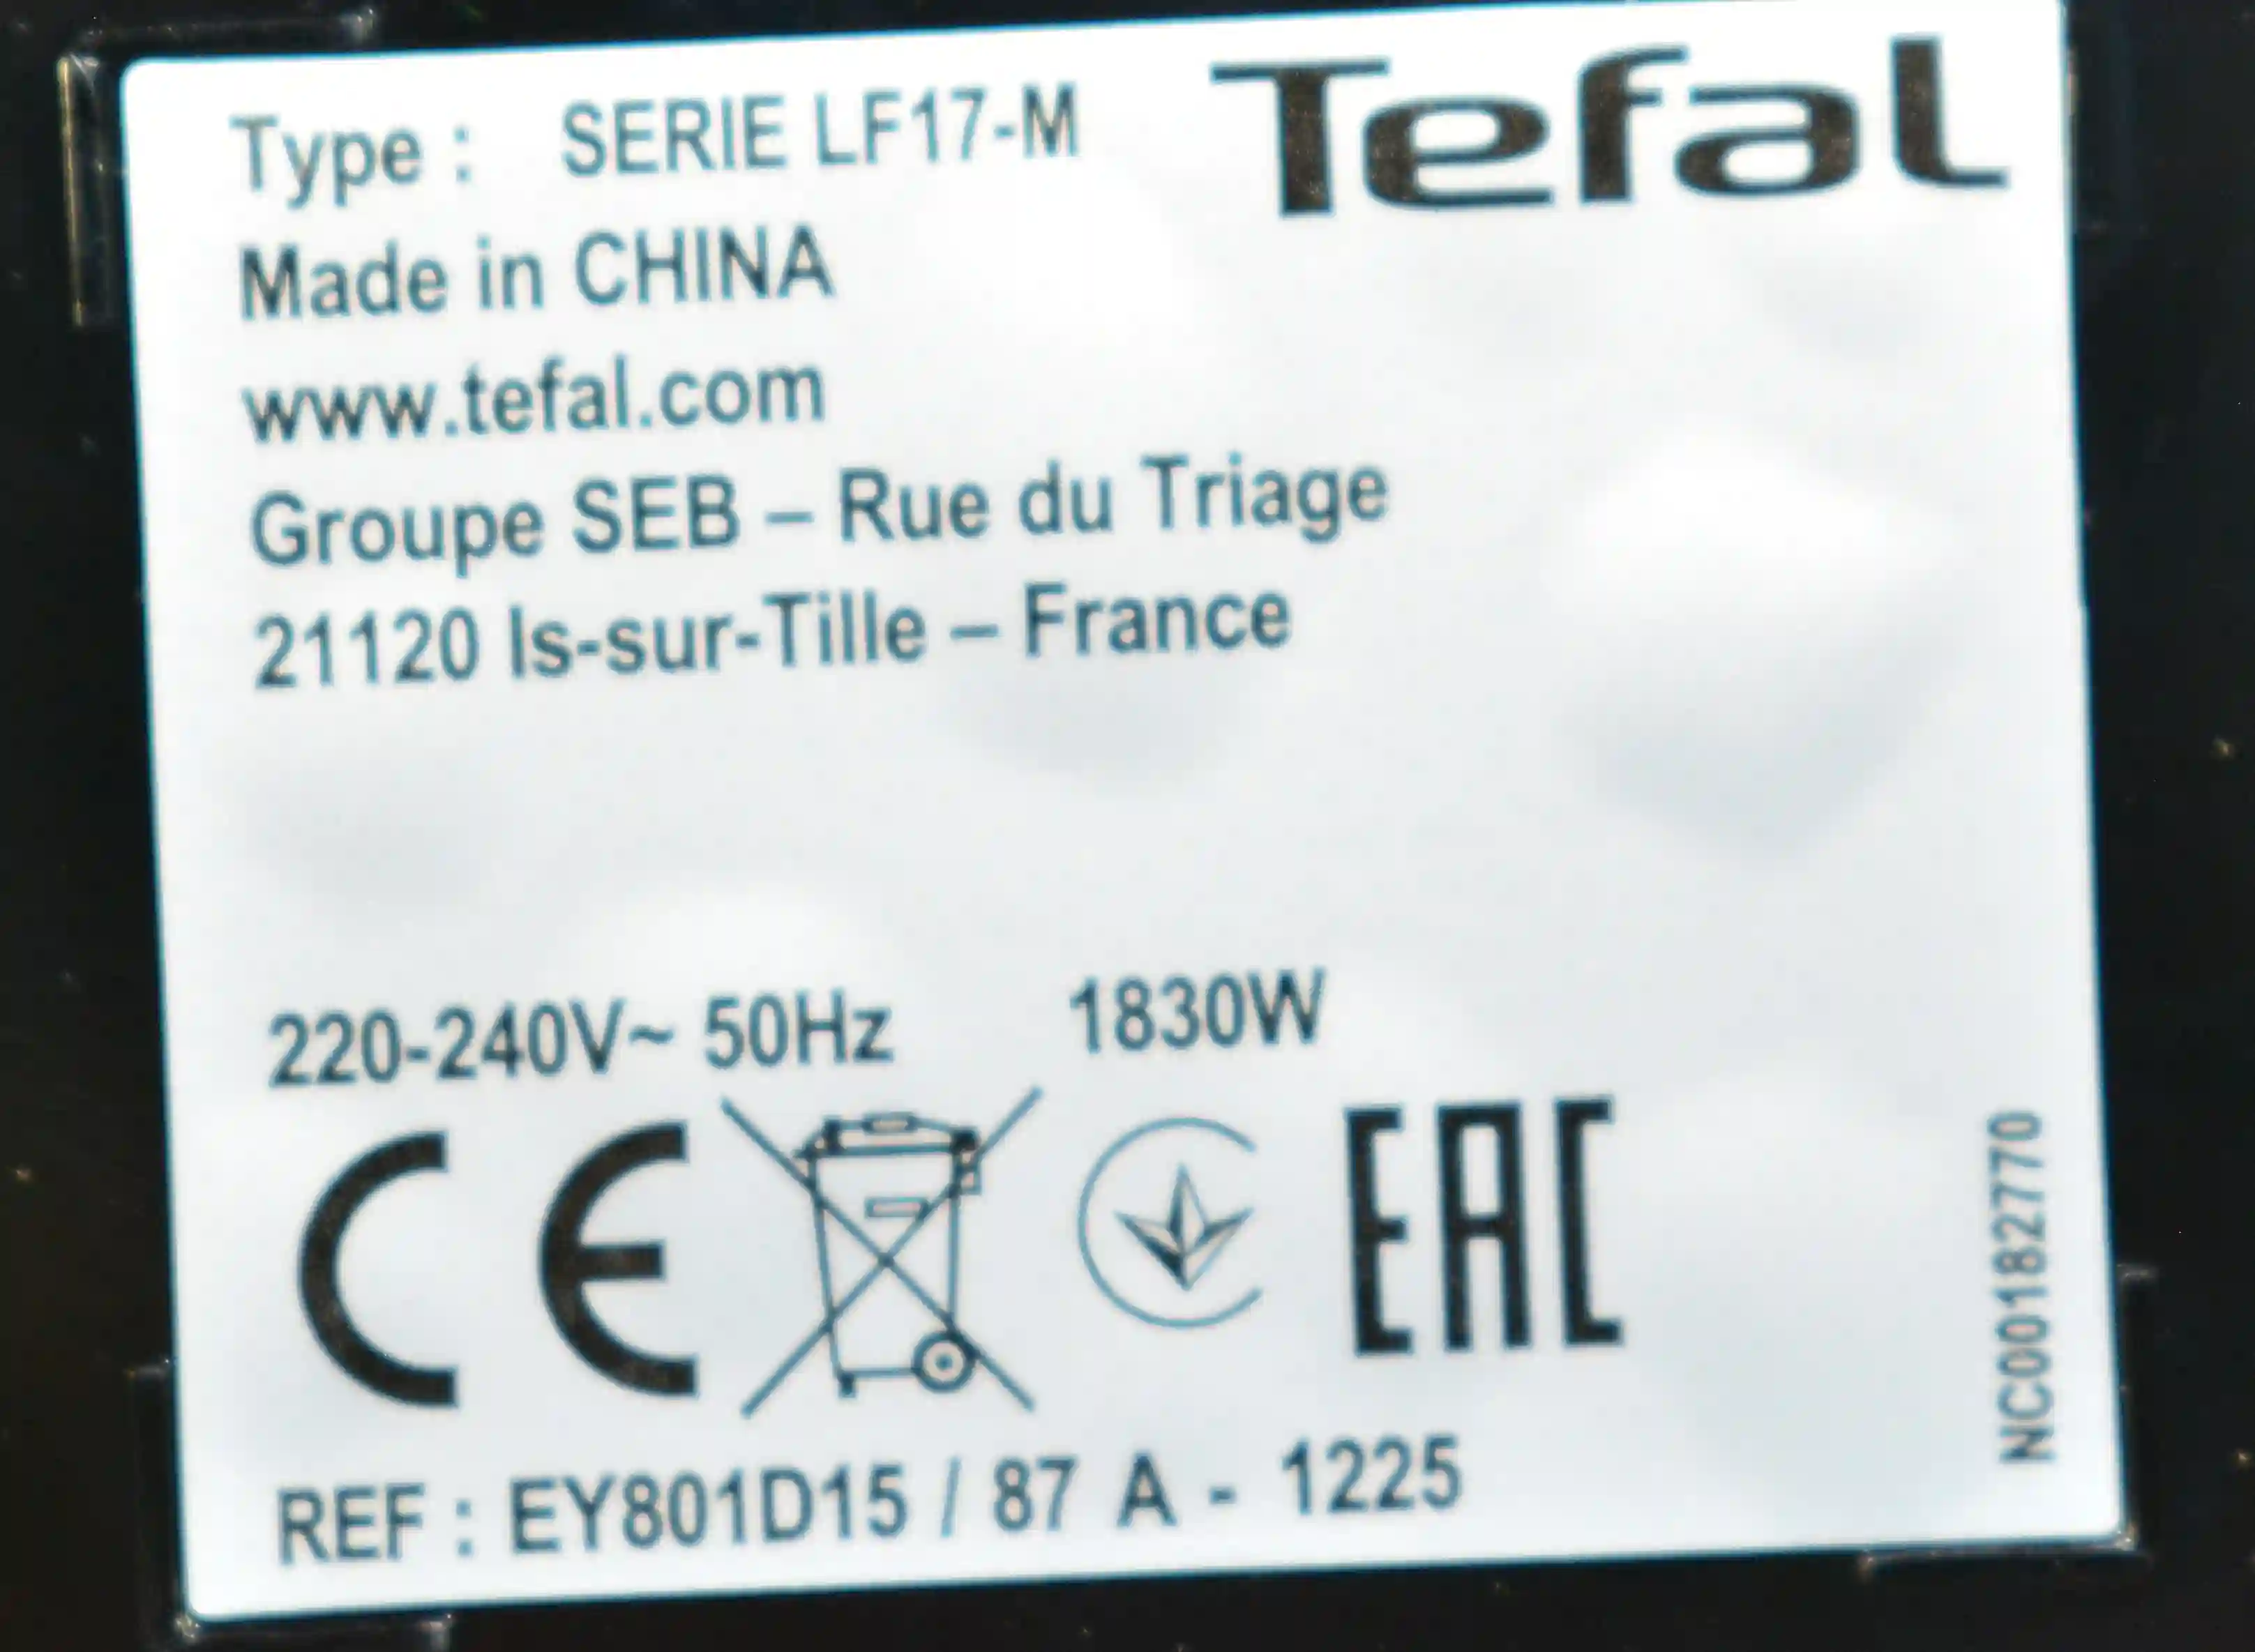 Type : SERIE LF17-M
Tefal
Made in CHINA
www.tefal.com
Groupe SEB – Rue du Triage
21120 Is-sur-Tille – France
220-240V~ 50Hz 1830W
CE
EAC
NC00182770
REF : EY801D15 / 87 A - 1225